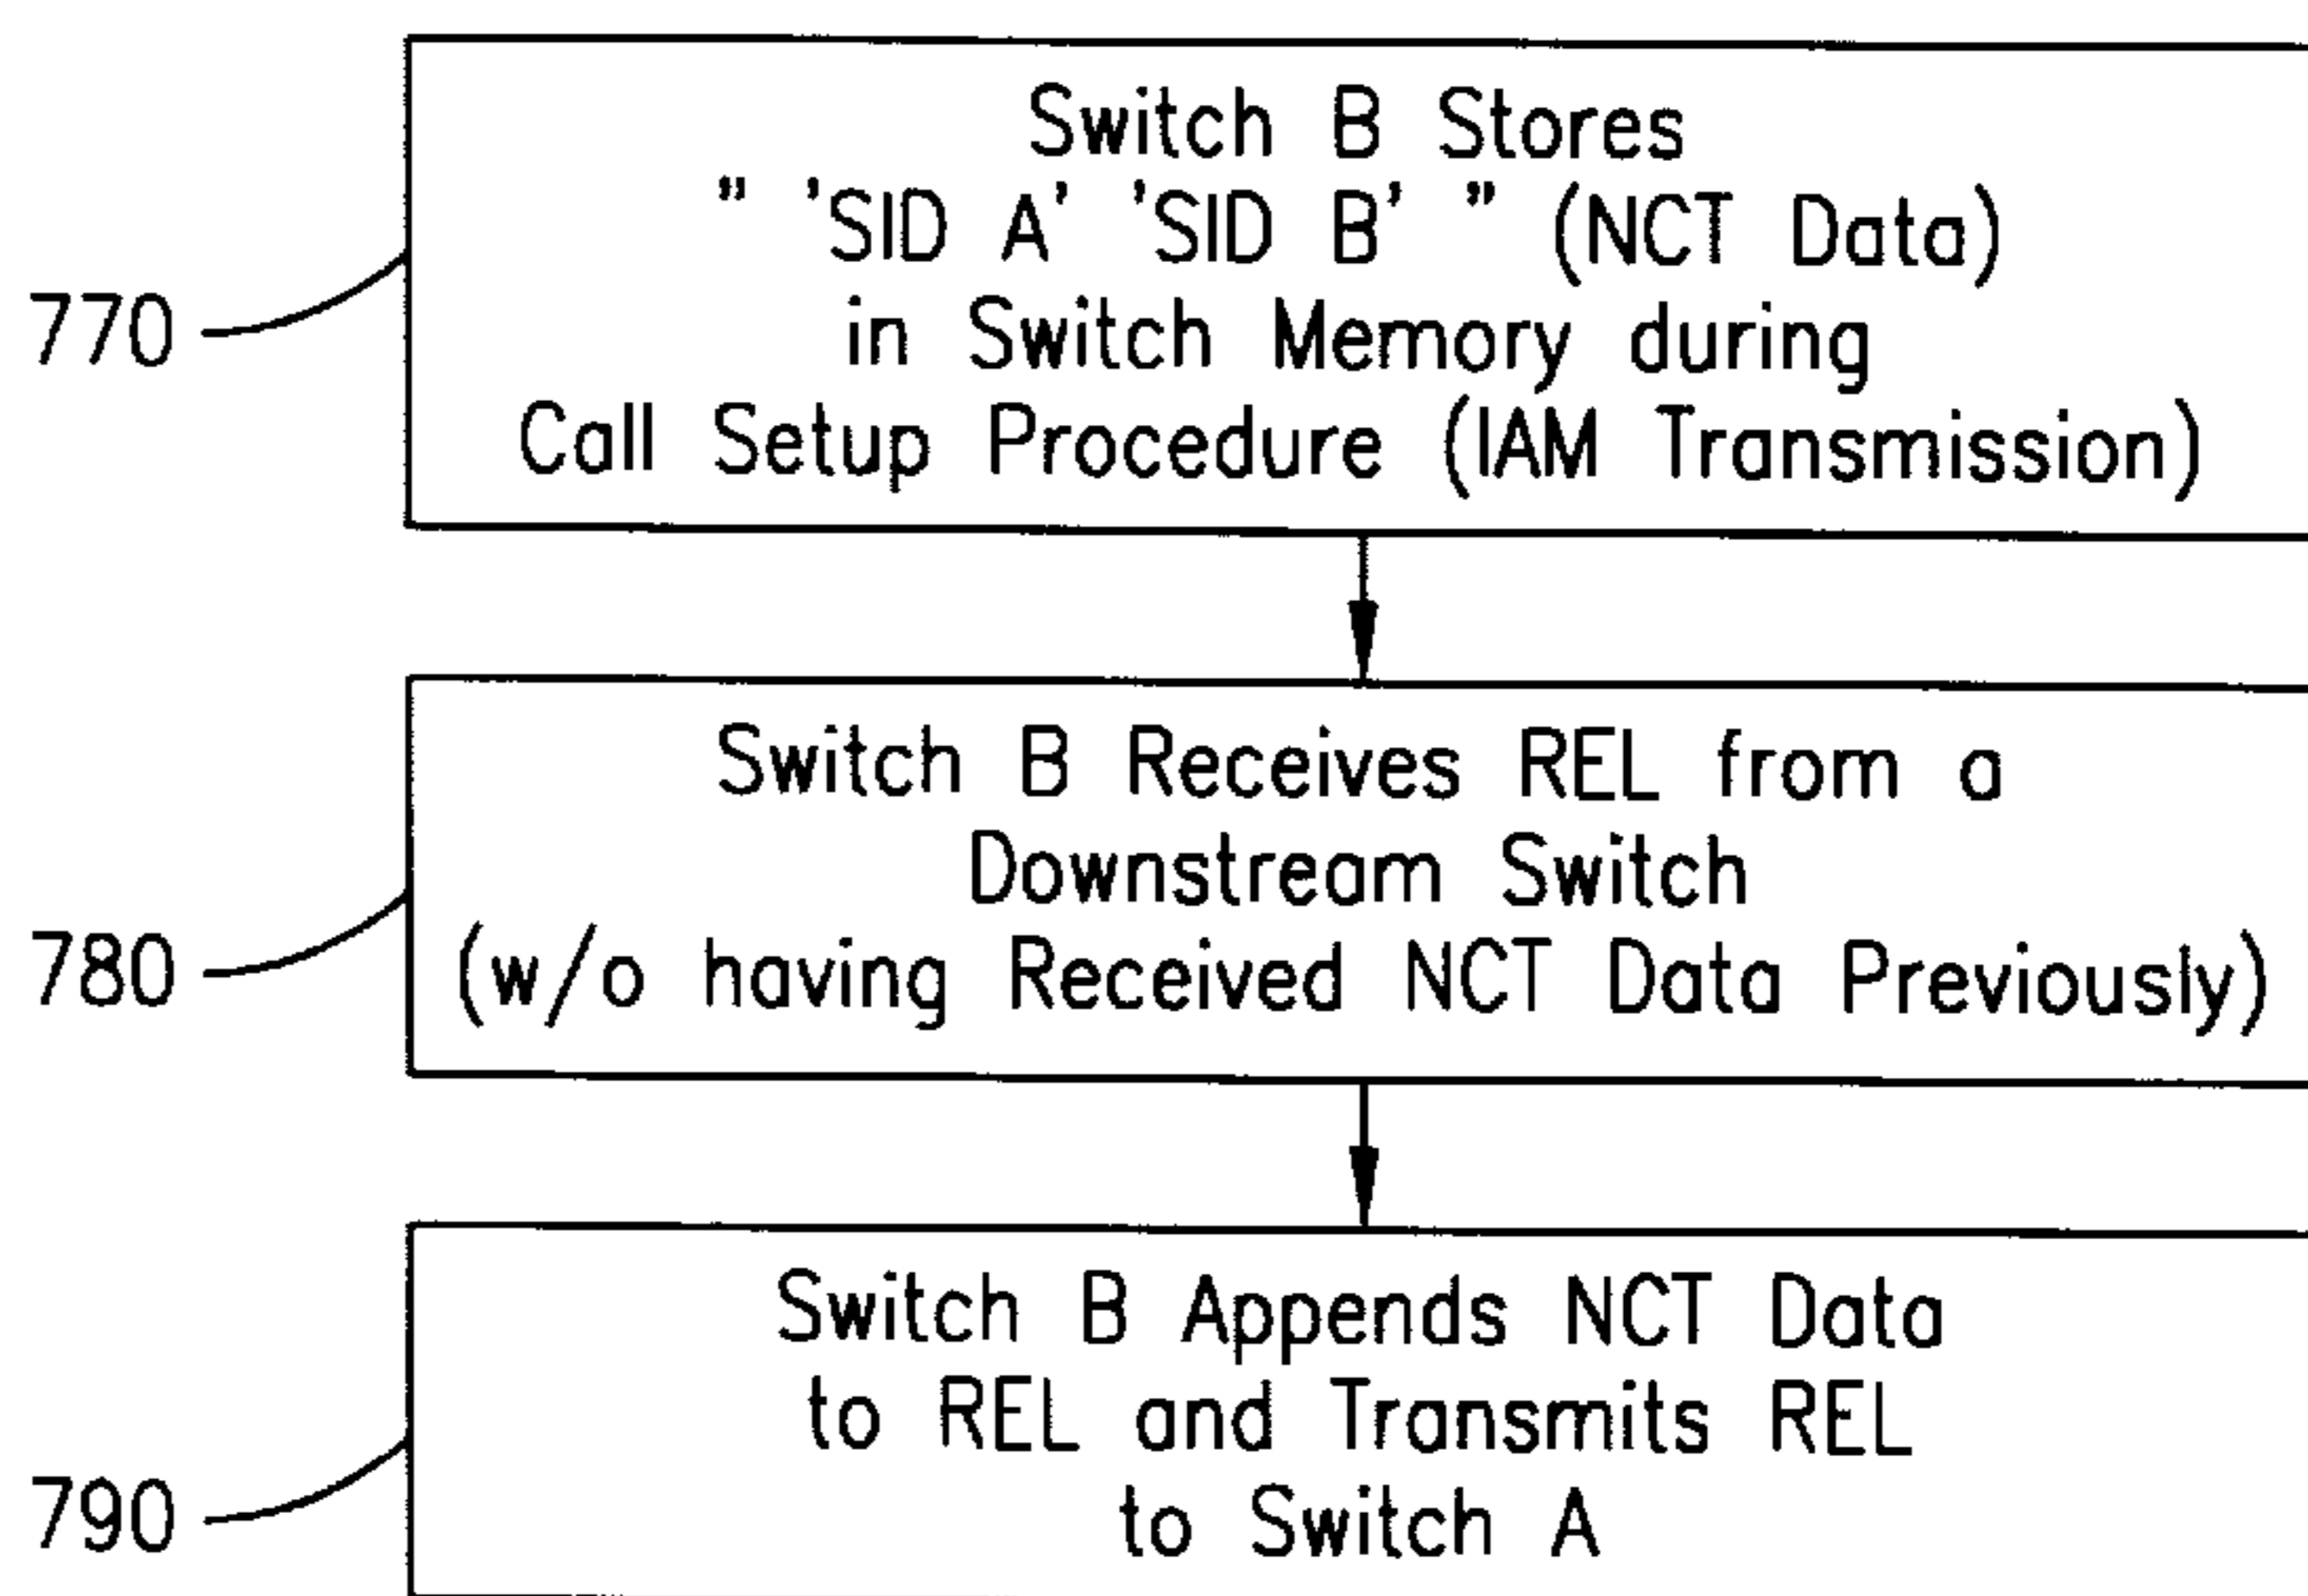 Switch B Stores
" 'SID A' 'SID B' " (NCT Data)
in Switch Memory during
Call Setup Procedure (IAM Transmission)
770
Switch B Receives REL from a
Downstream Switch
(w/o having Received NCT Data Previously)
780
Switch B Appends NCT Data
to REL and Transmits REL
to Switch A
790